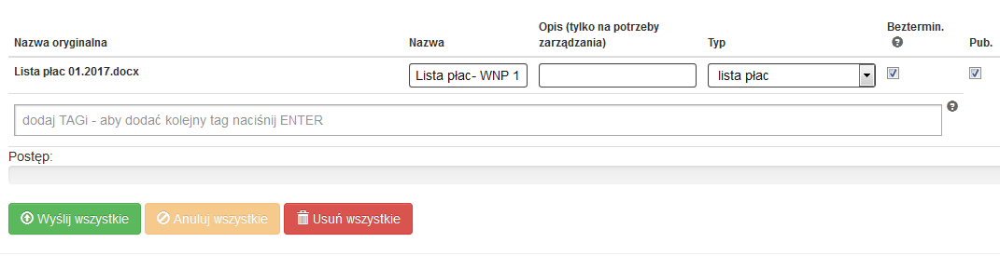 Nazwa oryginalna Nazwa Opis (tylko na potrzeby zarządzania) Typ Beztermin. Pub.
Lista płac 01.2017.docx Lista płac- WNP 1 lista płac
dodaj TAGi - aby dodać kolejny tag naciśnij ENTER
Postęp:
Wyślij wszystkie Anuluj wszystkie Usuń wszystkie